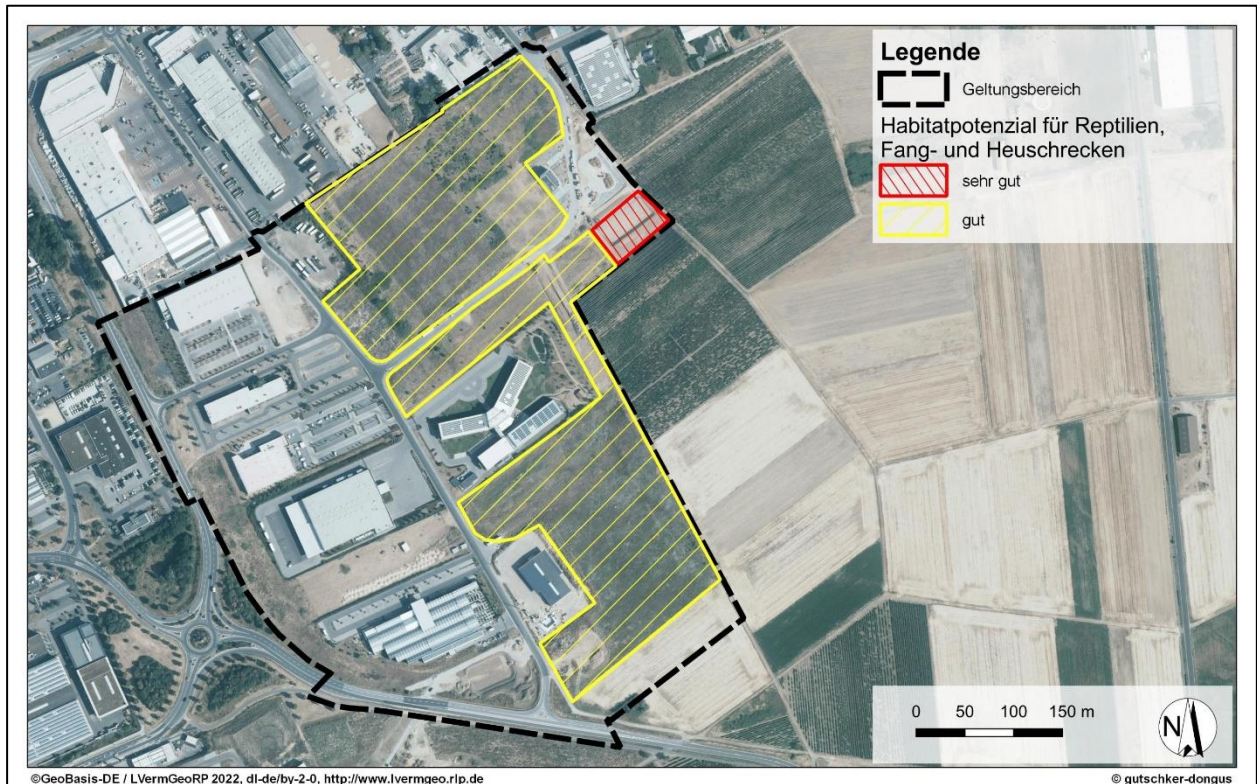 Legende
Geltungsbereich
Habitatpotenzial für Reptilien,
Fang- und Heuschrecken
sehr gut
gut
0 50 100 150 m
N
©GeoBasis-DE / LVermGeoRP 2022, dl-de/by-2-0, http://www.lvermgeo.rlp.de
© gutschker-dongus